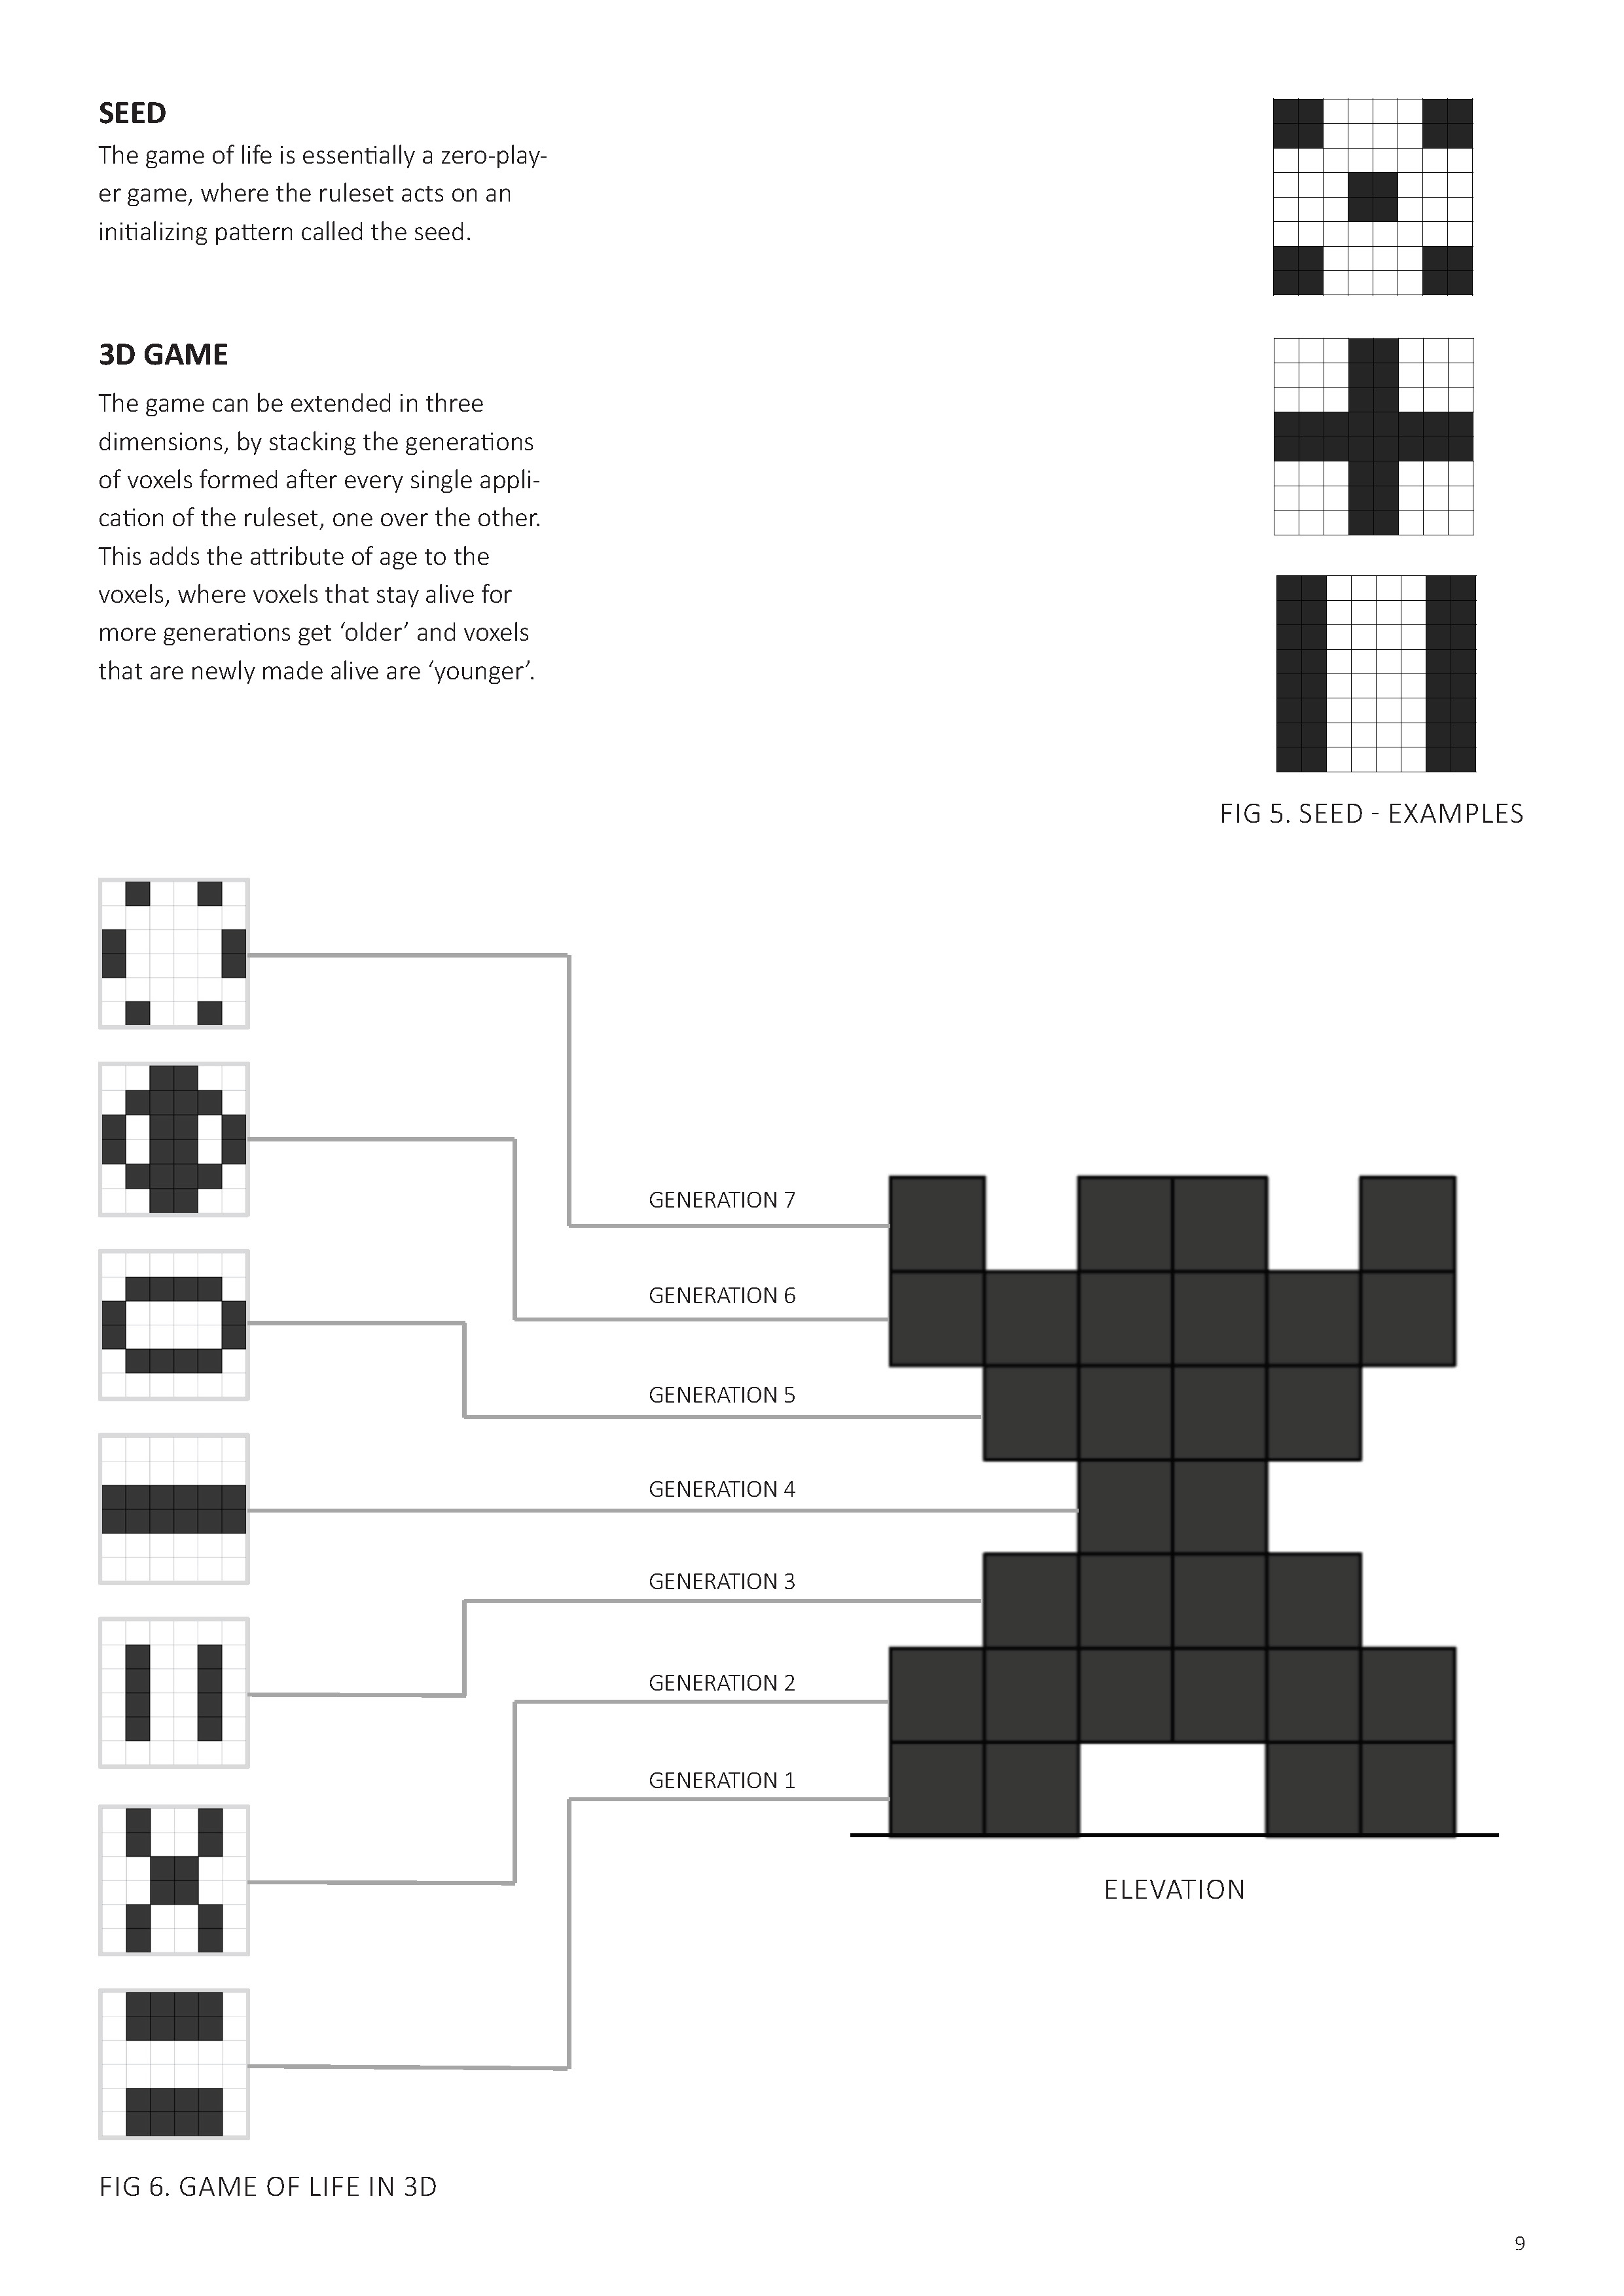 SEED
The game of life is essentially a zero-play-
er game, where the ruleset acts on an
initializing pattern called the seed.
3D GAME
The game can be extended in three
dimensions, by stacking the generations
of voxels formed after every single appli-
cation of the ruleset, one over the other.
This adds the attribute of age to the
voxels, where voxels that stay alive for
more generations get ‘older’ and voxels
that are newly made alive are ‘younger’.
FIG 5. SEED - EXAMPLES
GENERATION 7
GENERATION 6
GENERATION 5
GENERATION 4
GENERATION 3
GENERATION 2
GENERATION 1
ELEVATION
FIG 6. GAME OF LIFE IN 3D
9